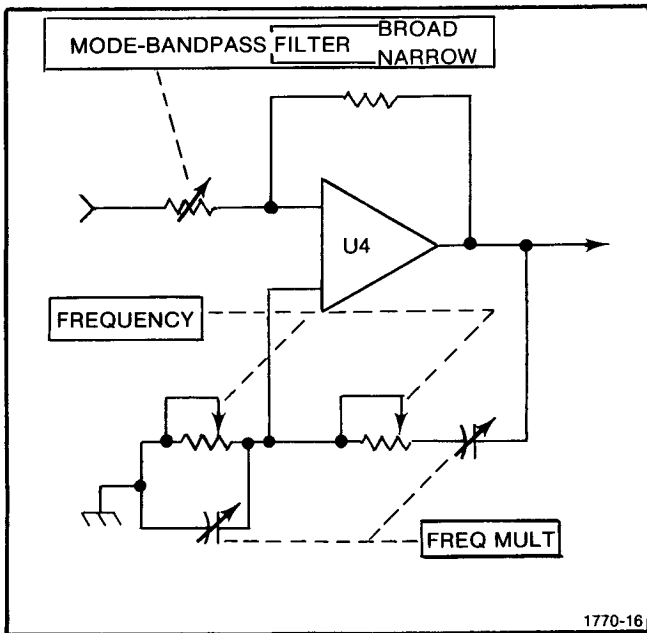 MODE-BANDPASS FILTER BROAD
NARROW
U4
FREQUENCY
FREQ MULT
1770-16